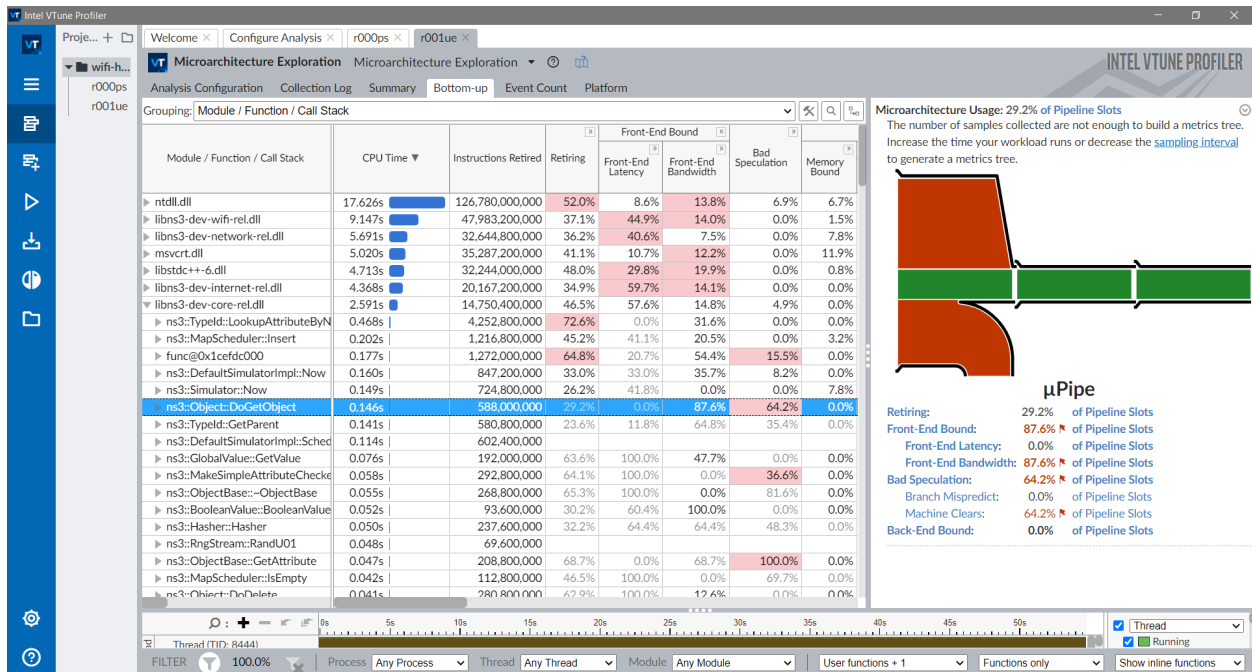 Intel VTune Profiler
Proje...
Welcome
Configure Analysis
r000ps
r001ue
wifi-h...
r000ps
r001ue
Microarchitecture Exploration Microarchitecture Exploration
INTEL VTUNE PROFILER
Analysis Configuration Collection Log Summary Bottom-up Event Count Platform
Grouping: Module / Function / Call Stack
Module / Function / Call Stack
CPU Time
Instructions Retired
Retiring
Front-End Bound
Front-End Latency
Front-End Bandwidth
Bad Speculation
Memory Bound
ntdll.dll 17.626s 126,780,000,000 52.0% 8.6% 13.8% 6.9% 6.7%
libns3-dev-wifi-rel.dll 9.147s 47,983,200,000 37.1% 44.9% 14.0% 0.0% 1.5%
libns3-dev-network-rel.dll 5.691s 32,644,800,000 36.2% 40.6% 7.5% 0.0% 7.8%
msvcrt.dll 5.020s 35,287,200,000 41.1% 10.7% 12.2% 0.0% 11.9%
libstdc++-6.dll 4.713s 32,244,000,000 48.0% 29.8% 19.9% 0.0% 0.8%
libns3-dev-internet-rel.dll 4.368s 20,167,200,000 34.9% 59.7% 14.1% 0.0% 0.0%
libns3-dev-core-rel.dll 2.591s 14,750,400,000 46.5% 57.6% 14.8% 4.9% 0.0%
ns3::TypeId::LookupAttributeByN 0.468s 4,252,800,000 72.6% 0.0% 31.6% 0.0% 0.0%
ns3::MapScheduler::Insert 0.202s 1,216,800,000 45.2% 41.1% 20.5% 0.0% 3.2%
func@0x1cefdc000 0.177s 1,272,000,000 64.8% 20.7% 54.4% 15.5% 0.0%
ns3::DefaultSimulatorImpl::Now 0.160s 847,200,000 33.0% 33.0% 35.7% 8.2% 0.0%
ns3::Simulator::Now 0.149s 724,800,000 26.2% 41.8% 0.0% 0.0% 7.8%
ns3::Object::DoGetObject 0.146s 588,000,000 29.2% 0.0% 87.6% 64.2% 0.0%
ns3::TypeId::GetParent 0.141s 580,800,000 23.6% 11.8% 64.8% 35.4% 0.0%
ns3::DefaultSimulatorImpl::Sched 0.114s 602,400,000
ns3::GlobalValue::GetValue 0.076s 192,000,000 63.6% 100.0% 47.7% 0.0% 0.0%
ns3::MakeSimpleAttributeChecke 0.058s 292,800,000 64.1% 100.0% 0.0% 36.6% 0.0%
ns3::ObjectBase::~ObjectBase 0.055s 268,800,000 65.3% 100.0% 0.0% 81.6% 0.0%
ns3::BooleanValue::BooleanValue 0.052s 93,600,000 30.2% 60.4% 100.0% 0.0% 0.0%
ns3::Hasher::Hasher 0.050s 237,600,000 32.2% 64.4% 64.4% 48.3% 0.0%
ns3::RngStream::RandU01 0.048s 69,600,000
ns3::ObjectBase::GetAttribute 0.047s 208,800,000 68.7% 0.0% 68.7% 100.0% 0.0%
ns3::MapScheduler::IsEmpty 0.042s 112,800,000 46.5% 100.0% 0.0% 69.7% 0.0%
ns3::Object::DoDelete 0.041s 280,800,000 62.9% 100.0% 12.6% 0.0% 0.0%
Microarchitecture Usage: 29.2% of Pipeline Slots
The number of samples collected are not enough to build a metrics tree.
Increase the time your workload runs or decrease the sampling interval
to generate a metrics tree.
μPipe
Retiring: 29.2% of Pipeline Slots
Front-End Bound: 87.6% of Pipeline Slots
Front-End Latency: 0.0% of Pipeline Slots
Front-End Bandwidth: 87.6% of Pipeline Slots
Bad Speculation: 64.2% of Pipeline Slots
Branch Mispredict: 0.0% of Pipeline Slots
Machine Clears: 64.2% of Pipeline Slots
Back-End Bound: 0.0% of Pipeline Slots
0s 5s 10s 15s 20s 25s 30s 35s 40s 45s 50s
Thread (TID: 8444)
Thread
Running
FILTER 100.0% Process Any Process Thread Any Thread Module Any Module User functions + 1 Functions only Show inline functions